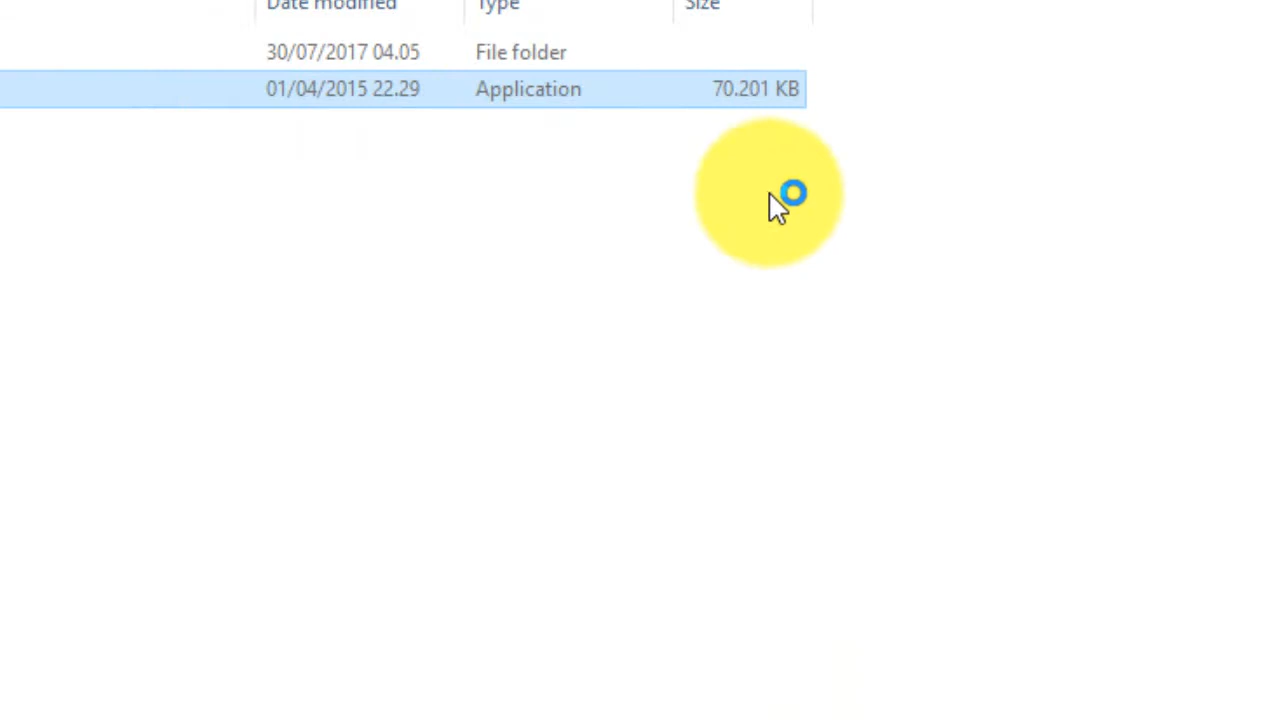 Date modified Type Size
30/07/2017 04.05 File folder
01/04/2015 22.29 Application 70.201 KB